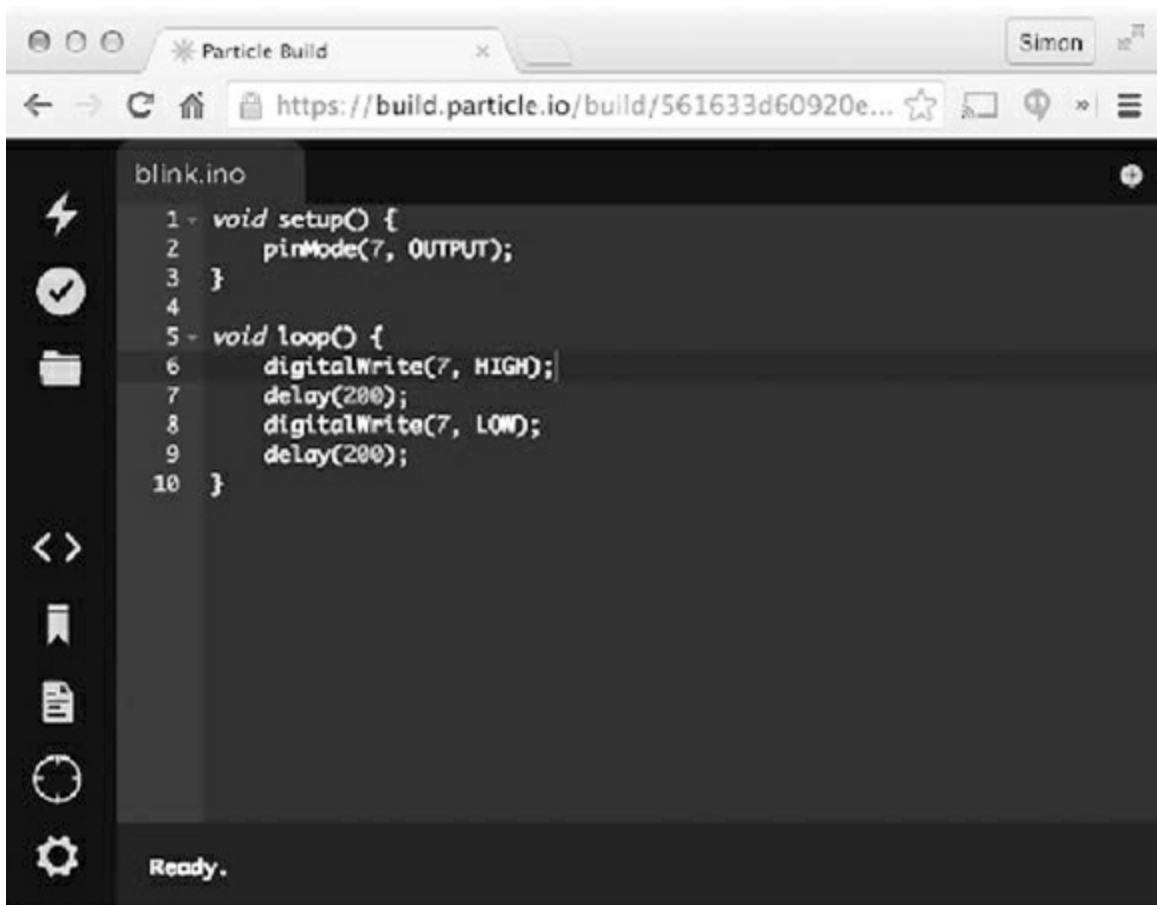 Particle Build
Simon
https://build.particle.io/build/561633d60920e...
blink.ino
1 void setup() {
2 pinMode(7, OUTPUT);
3 }
4
5 void loop() {
6 digitalWrite(7, HIGH);
7 delay(200);
8 digitalWrite(7, LOW);
9 delay(200);
10 }
Ready.